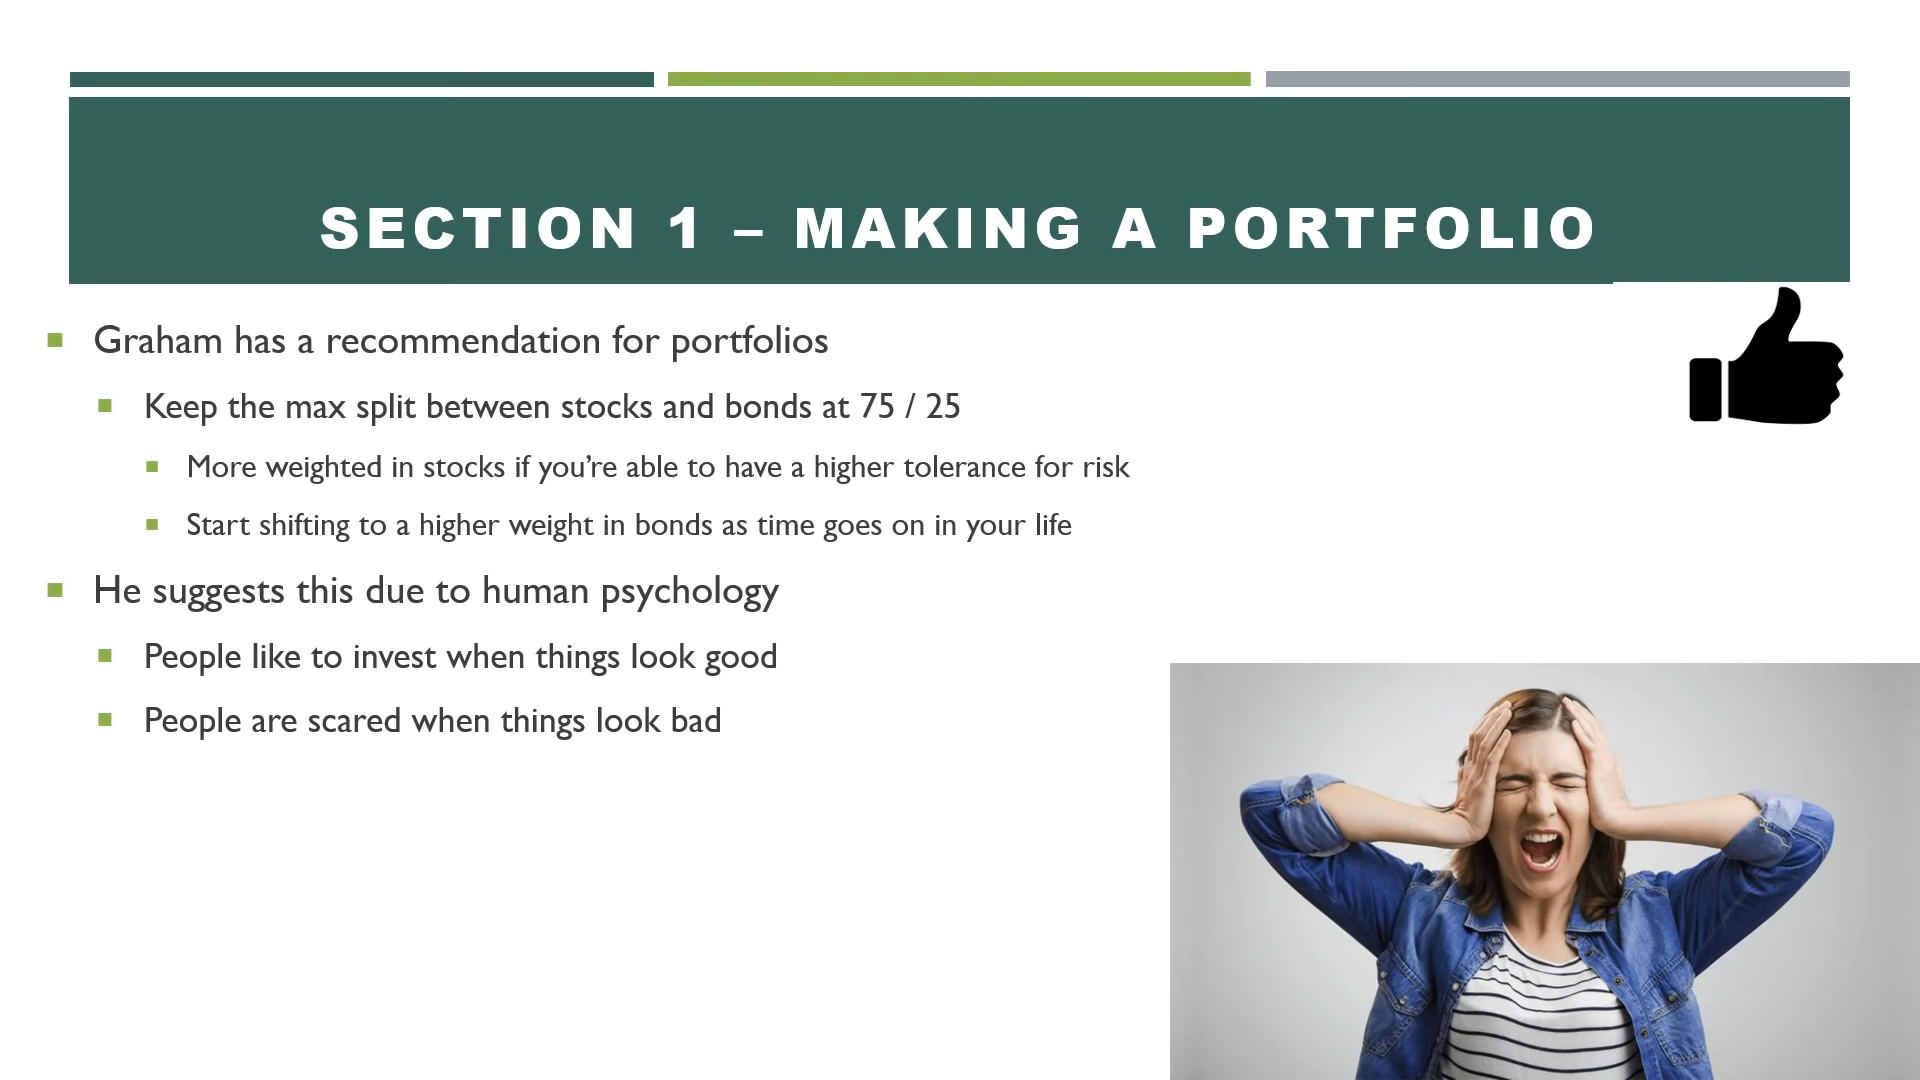 SECTION 1 – MAKING A PORTFOLIO
Graham has a recommendation for portfolios
Keep the max split between stocks and bonds at 75 / 25
More weighted in stocks if you’re able to have a higher tolerance for risk
Start shifting to a higher weight in bonds as time goes on in your life
He suggests this due to human psychology
People like to invest when things look good
People are scared when things look bad